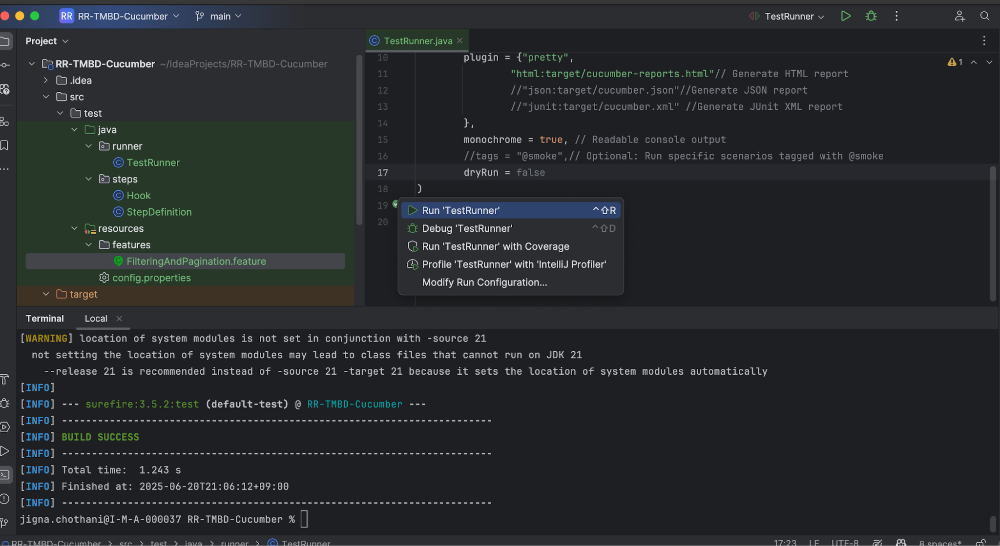 RR RR-TMBD-Cucumber main TestRunner
Project
RR-TMBD-Cucumber ~/IdeaProjects/RR-TMBD-Cucumber
.idea
src
test
java
runner
TestRunner
steps
Hook
StepDefinition
resources
features
FilteringAndPagination.feature
config.properties
target
TestRunner.java
1
10 plugin = {"pretty",
11 "html:target/cucumber-reports.html"// Generate HTML report
12 //"json:target/cucumber.json"//Generate JSON report
13 //"junit:target/cucumber.xml" //Generate JUnit XML report
14 },
15 monochrome = true, // Readable console output
16 //tags = "@smoke",// Optional: Run specific scenarios tagged with @smoke
17 dryRun = false
18 )
19
20
Run 'TestRunner' ^⇧R
Debug 'TestRunner' ^⇧D
Run 'TestRunner' with Coverage
Profile 'TestRunner' with 'IntelliJ Profiler'
Modify Run Configuration...
Terminal Local
[WARNING] location of system modules is not set in conjunction with -source 21
not setting the location of system modules may lead to class files that cannot run on JDK 21
--release 21 is recommended instead of -source 21 -target 21 because it sets the location of system modules automatically
[INFO]
[INFO] --- surefire:3.5.2:test (default-test) @ RR-TMBD-Cucumber ---
[INFO] ------------------------------------------------------------------------
[INFO] BUILD SUCCESS
[INFO] ------------------------------------------------------------------------
[INFO] Total time:  1.243 s
[INFO] Finished at: 2025-06-20T21:06:12+09:00
[INFO] ------------------------------------------------------------------------
jigna.chothani@I-M-A-000037 RR-TMBD-Cucumber %
RR-TMBD-Cucumber > src > test > java > runner > TestRunner 17:23 LF UTF-8 8 spaces*